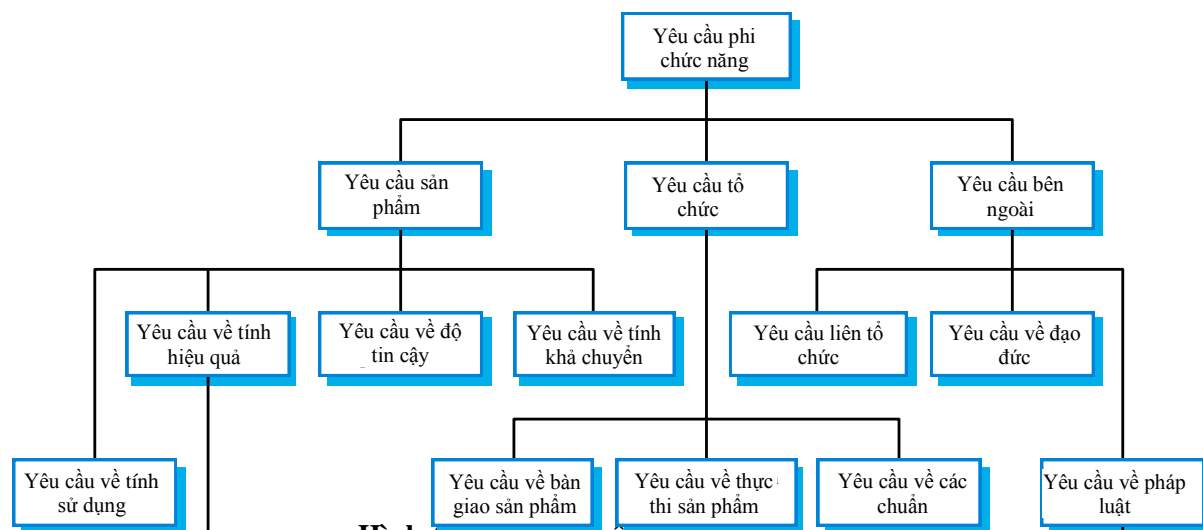 Yêu cầu phi
chức năng
Yêu cầu sản
phẩm
Yêu cầu tổ
chức
Yêu cầu bên
ngoài
Yêu cầu về tính
hiệu quả
Yêu cầu về độ
tin cậy
Yêu cầu về tính
khả chuyển
Yêu cầu liên tổ
chức
Yêu cầu về đạo
đức
Yêu cầu về tính
sử dụng
Yêu cầu về bàn
giao sản phẩm
Yêu cầu về thực
thi sản phẩm
Yêu cầu về các
chuẩn
Yêu cầu về pháp
luật